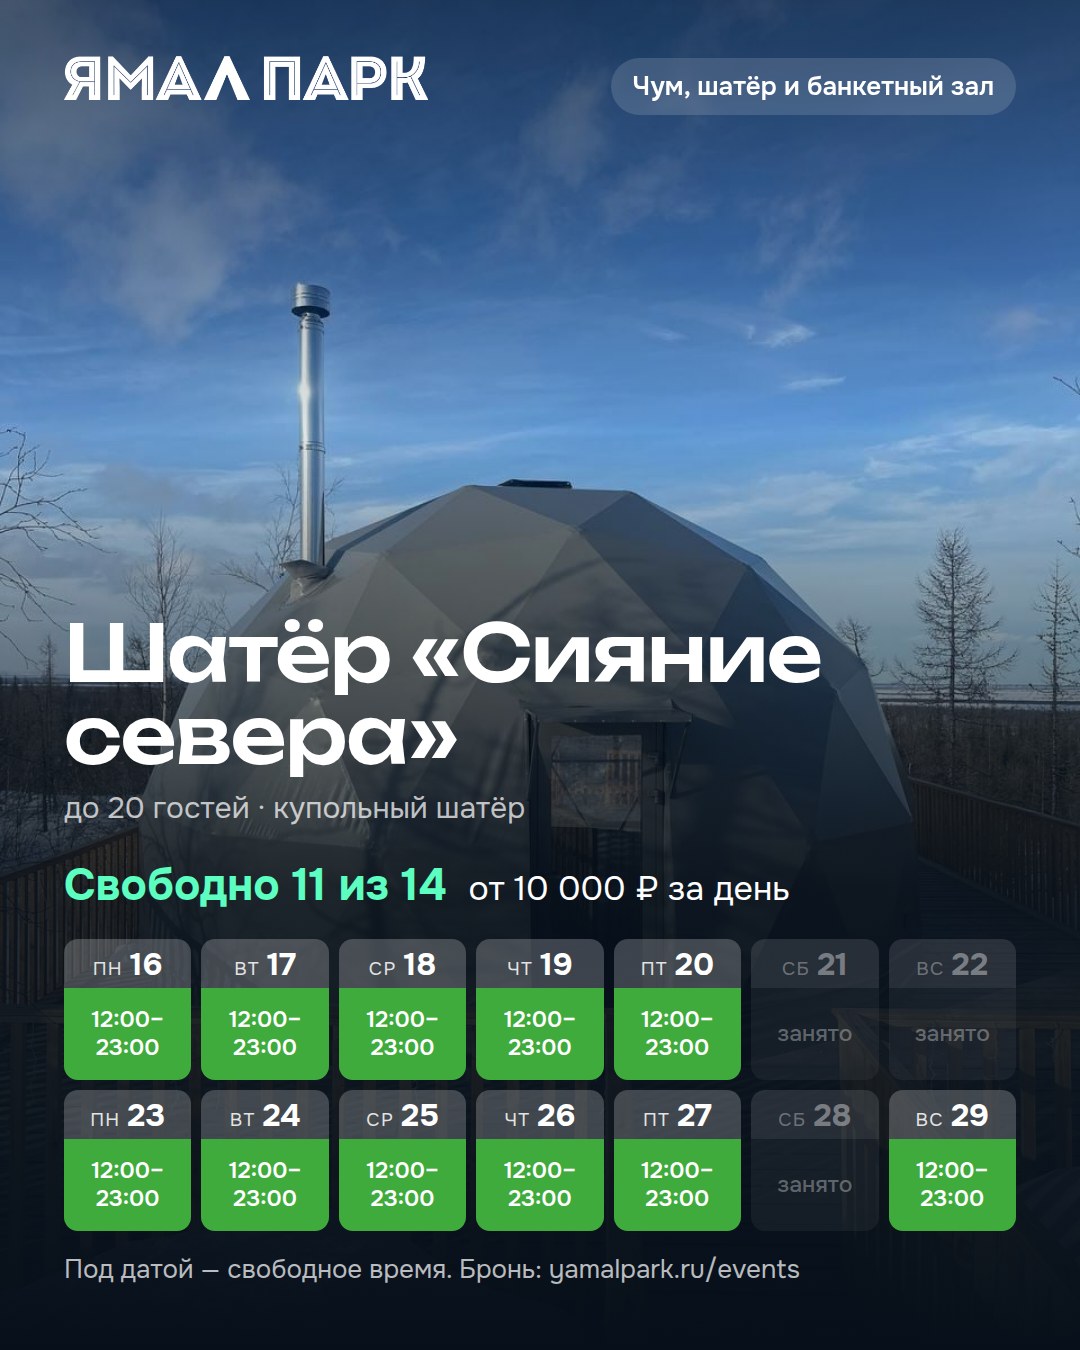 ЯМАЛ ПАРК
Чум, шатёр и банкетный зал
Шатёр «Сияние
севера»
до 20 гостей · купольный шатёр
Свободно 11 из 14 от 10 000 ₽ за день
ПН 16 ВТ 17 СР 18 ЧТ 19 ПТ 20 СБ 21 ВС 22
12:00– 12:00– 12:00– 12:00– 12:00– занято занято
23:00 23:00 23:00 23:00 23:00
ПН 23 ВТ 24 СР 25 ЧТ 26 ПТ 27 СБ 28 ВС 29
12:00– 12:00– 12:00– 12:00– 12:00– занято 12:00–
23:00 23:00 23:00 23:00 23:00 23:00
Под датой — свободное время. Бронь: yamalpark.ru/events